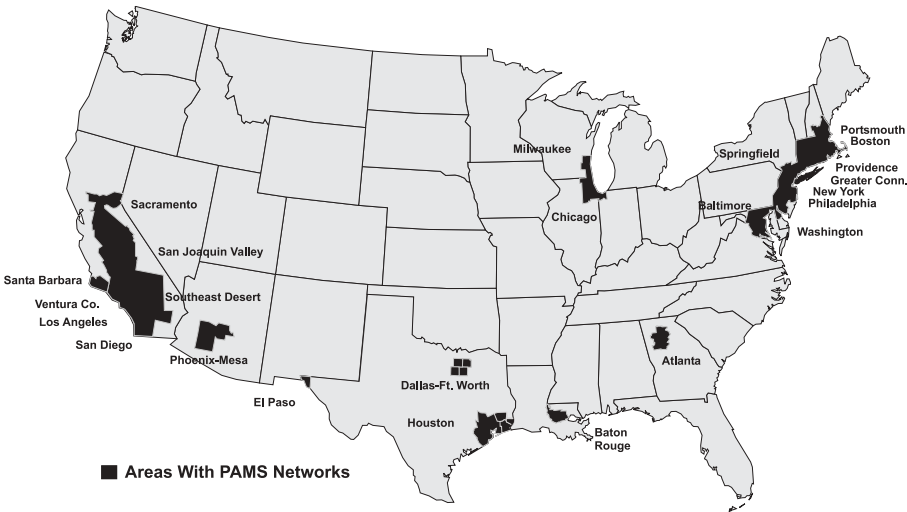 Portsmouth
Boston
Milwaukee
Springfield
Providence
Greater Conn.
New York
Philadelphia
Sacramento
Baltimore
Chicago
Washington
San Joaquin Valley
Santa Barbara
Southeast Desert
Ventura Co.
Los Angeles
San Diego
Phoenix-Mesa
Atlanta
Dallas-Ft. Worth
El Paso
Houston
Baton
Rouge
Areas With PAMS Networks